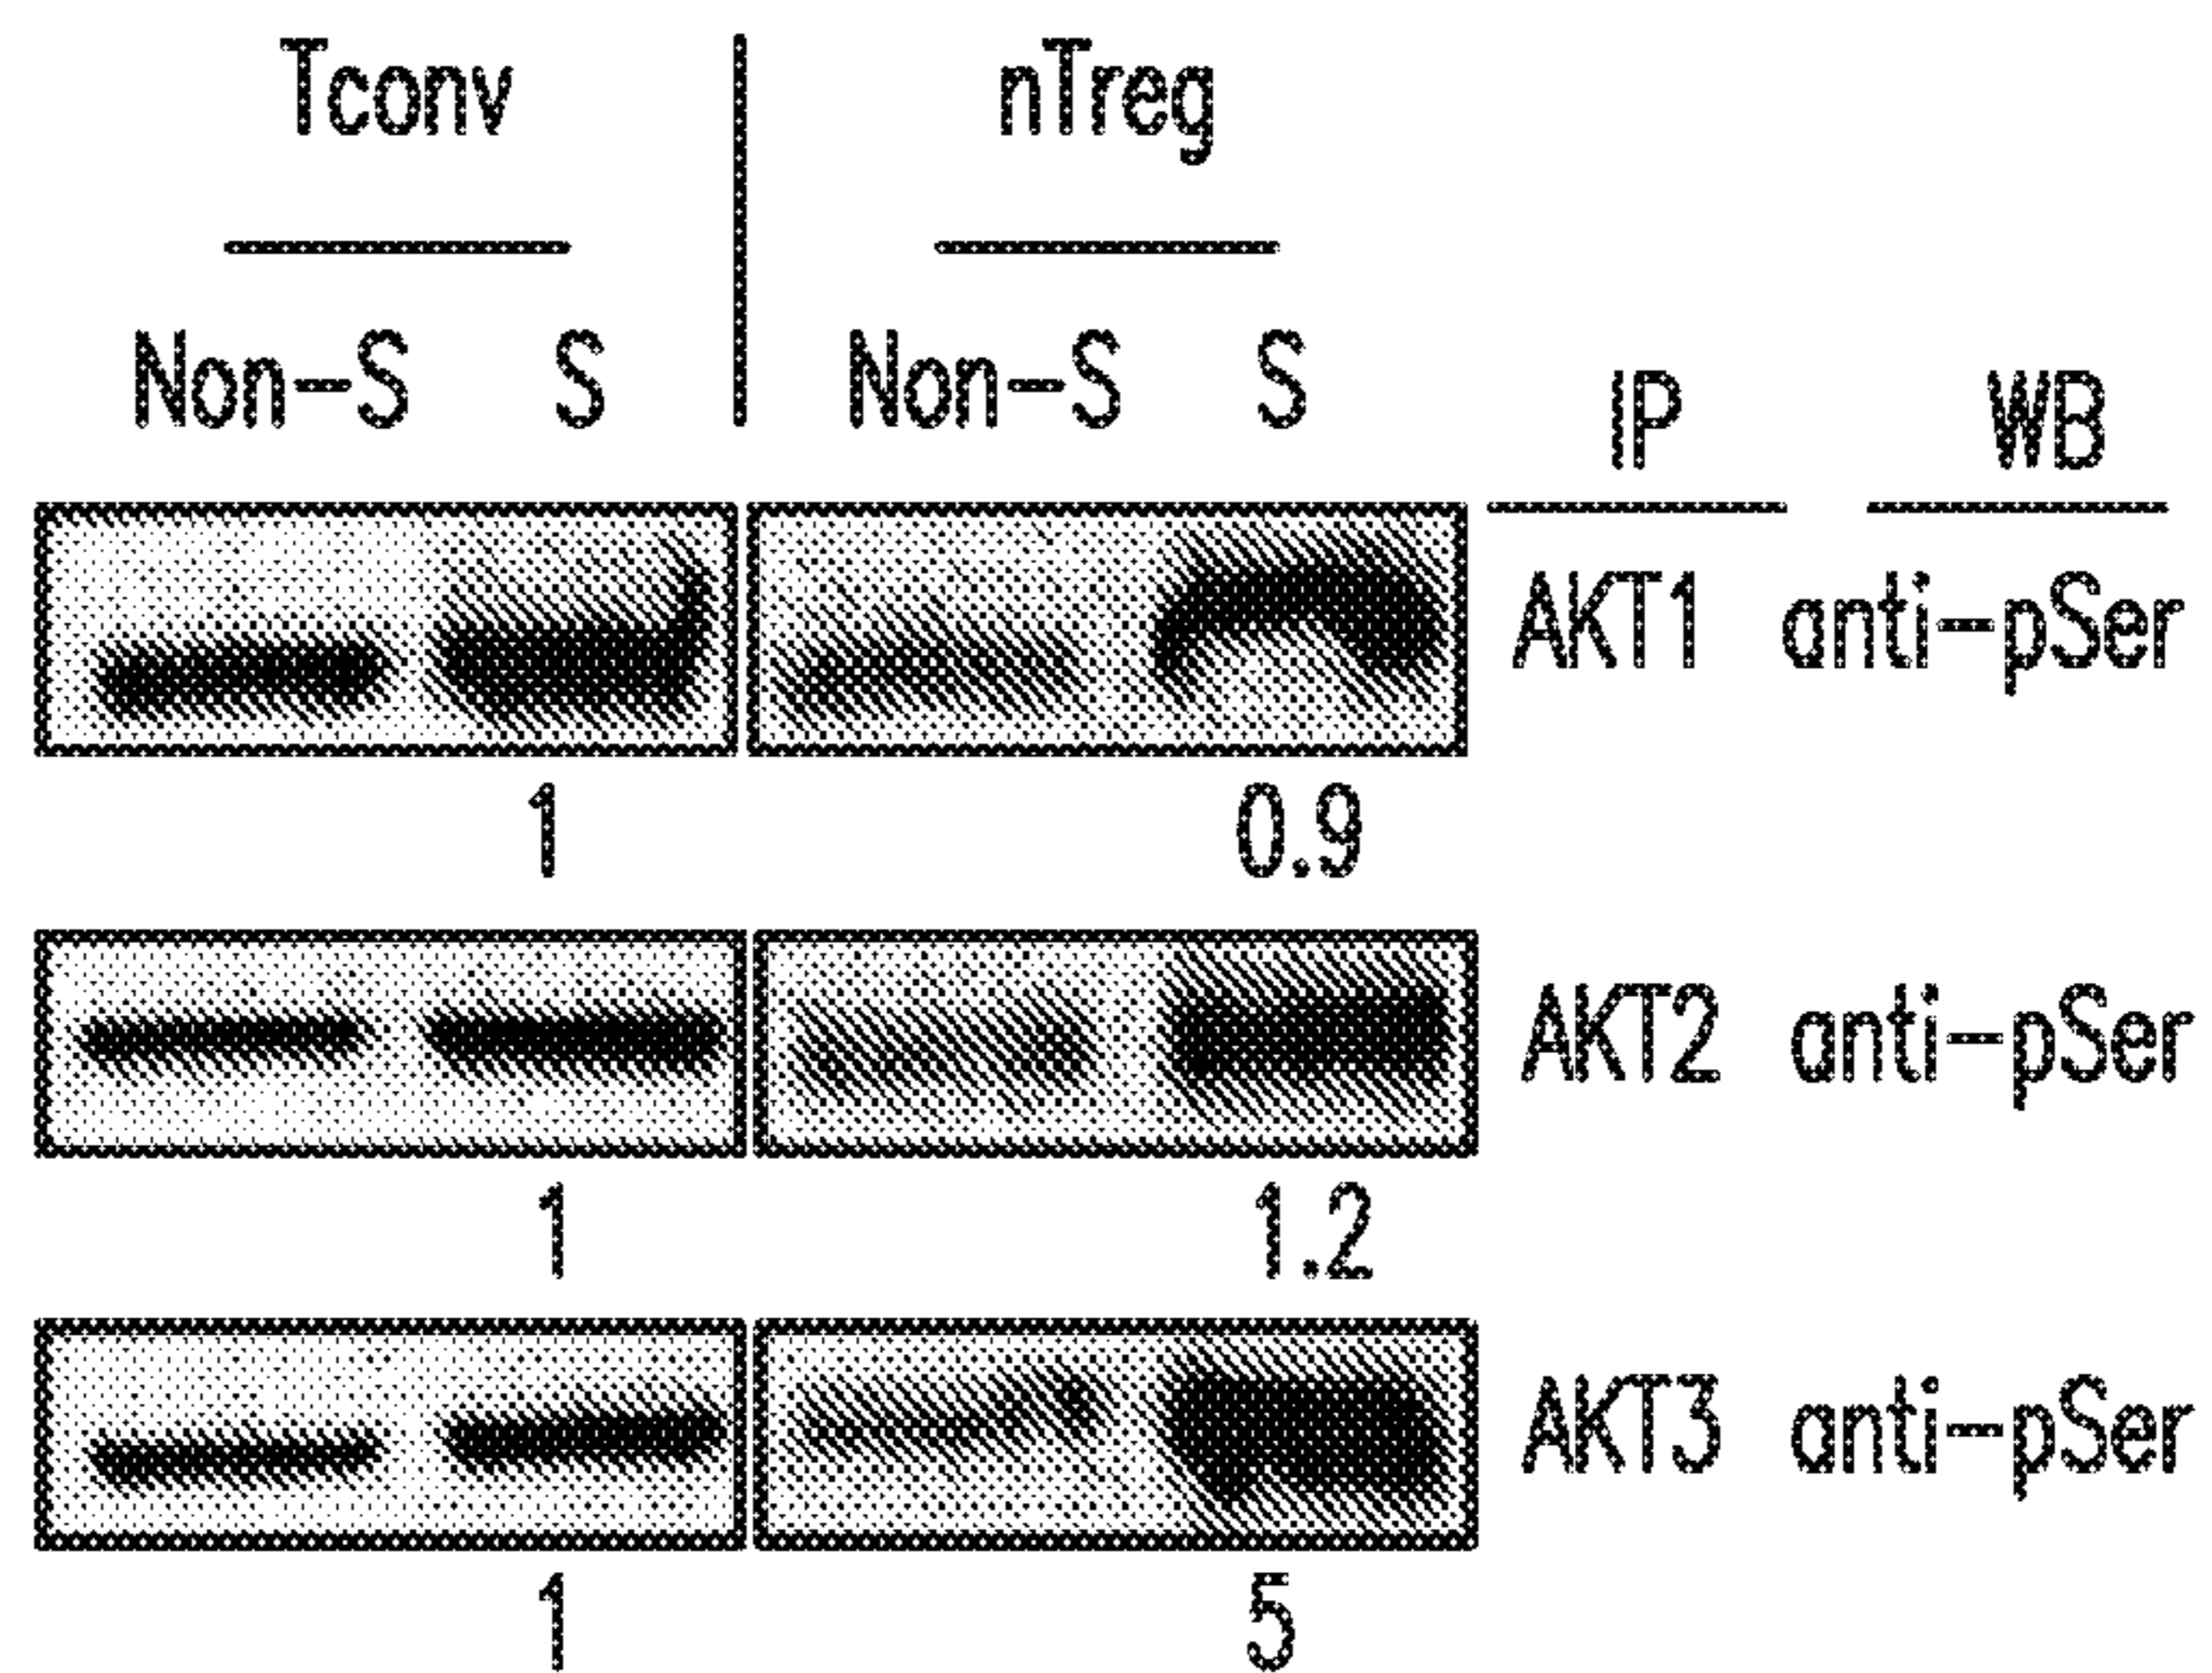 Tconv nTreg
Non-S S Non-S S IP WB
AKT1 anti-pSer
1 0.9
AKT2 anti-pSer
1 1.2
AKT3 anti-pSer
1 5